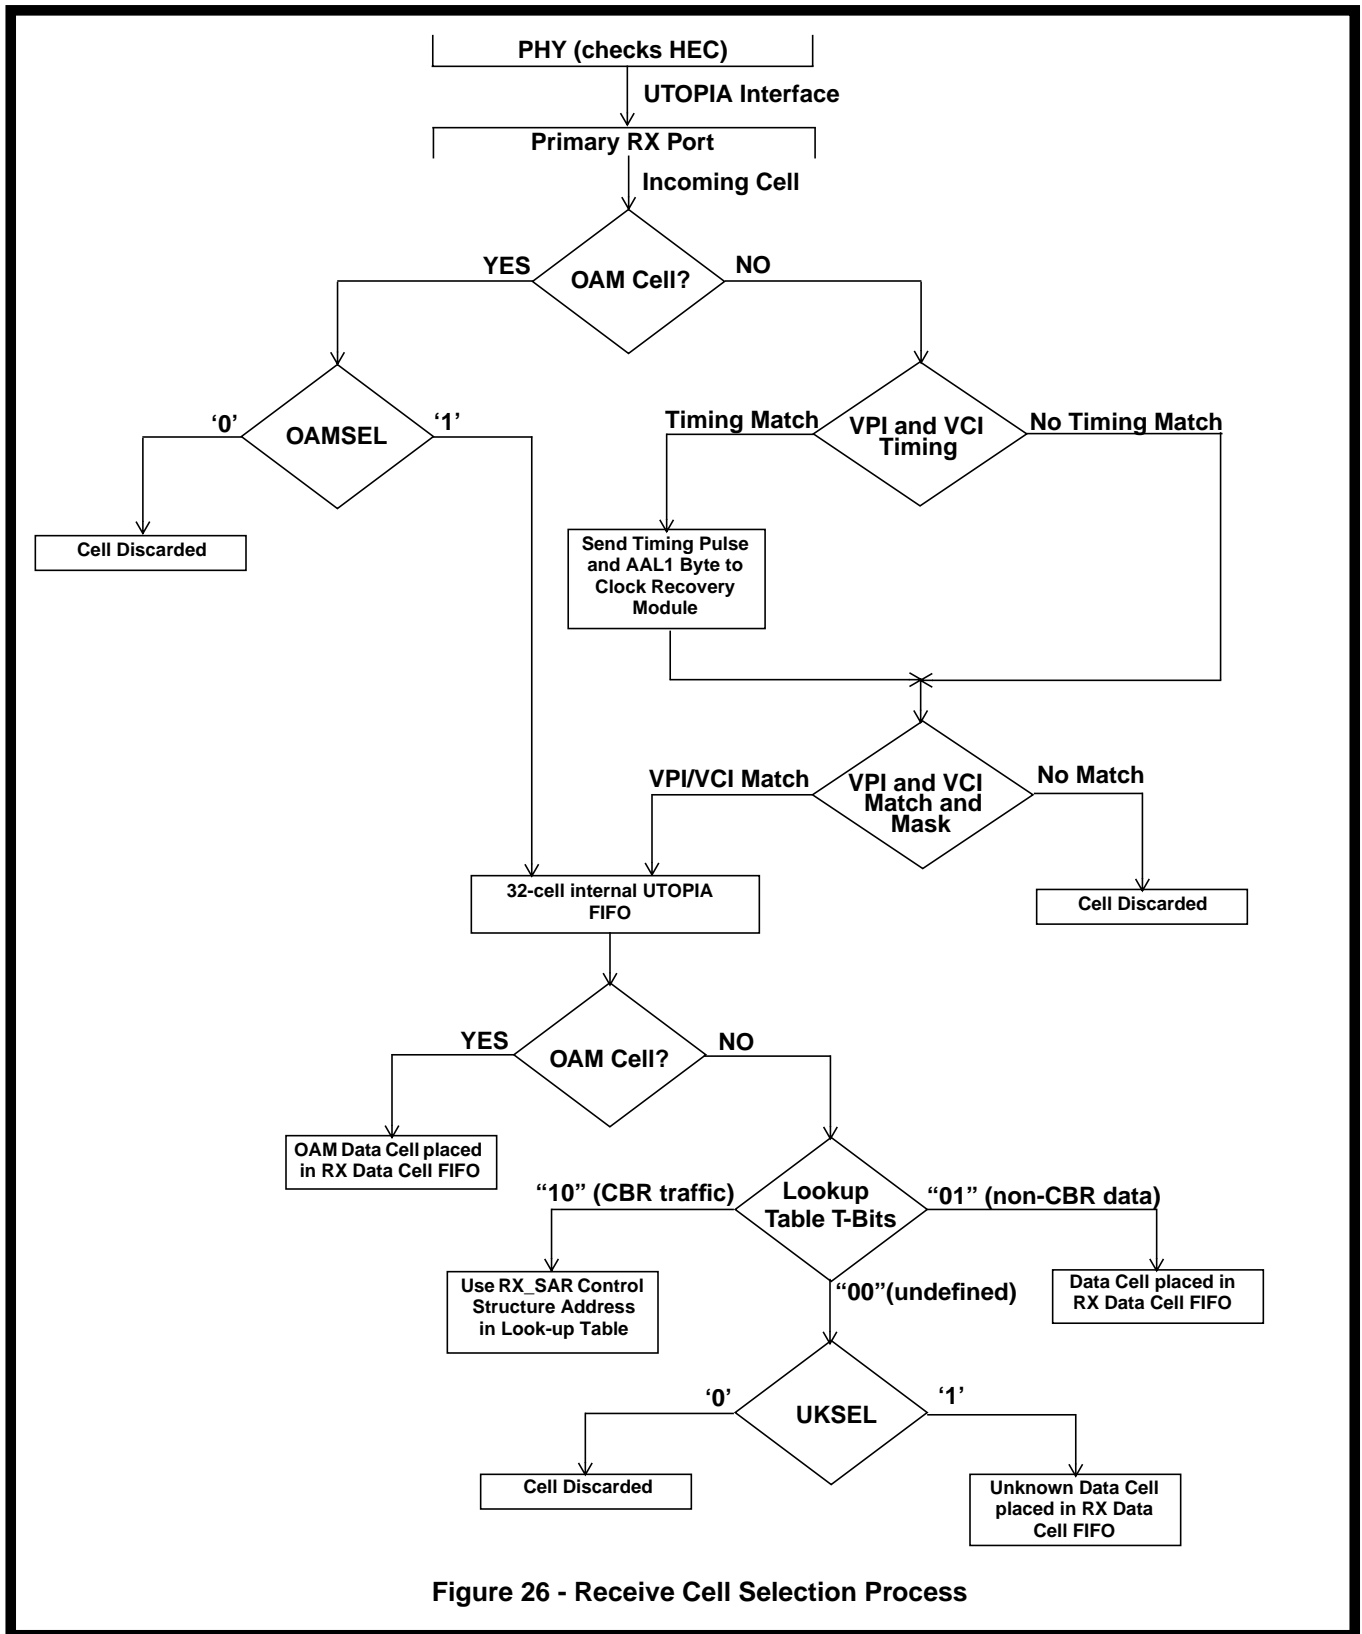 PHY (checks HEC)
UTOPIA Interface
Primary RX Port
Incoming Cell
YES
OAM Cell?
NO
‘0’
OAMSEL
‘1’
Timing Match
VPI and VCI
Timing
No Timing Match
Cell Discarded
Send Timing Pulse
and AAL1 Byte to
Clock Recovery
Module
VPI/VCI Match
VPI and VCI
Match and
Mask
No Match
32-cell internal UTOPIA
FIFO
Cell Discarded
YES
OAM Cell?
NO
OAM Data Cell placed
in RX Data Cell FIFO
“10” (CBR traffic)
Lookup
Table T-Bits
“01” (non-CBR data)
Use RX_SAR Control
Structure Address
in Look-up Table
“00”(undefined)
Data Cell placed in
RX Data Cell FIFO
‘0’
UKSEL
‘1’
Cell Discarded
Unknown Data Cell
placed in RX Data
Cell FIFO
Figure 26 - Receive Cell Selection Process